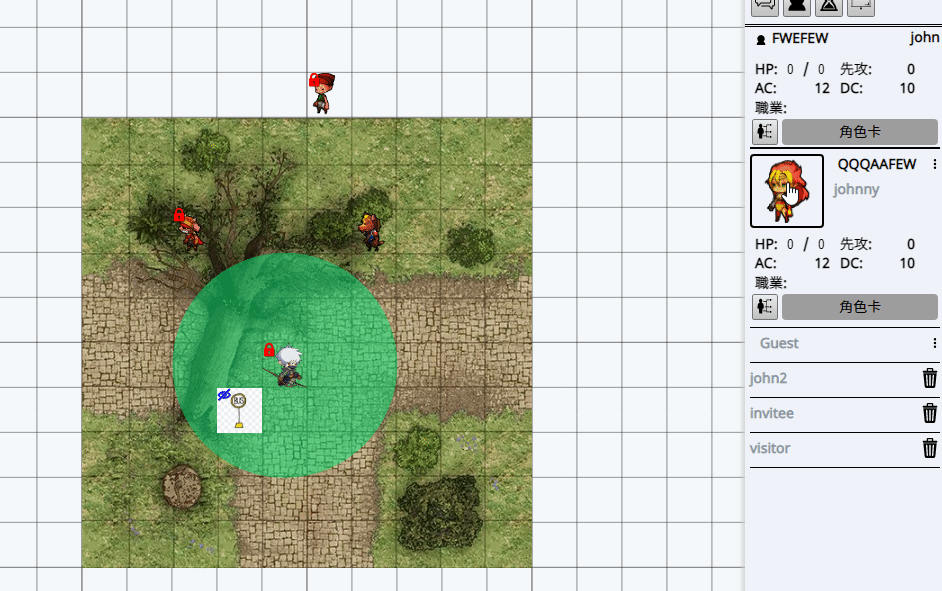 FWEFEW john
HP: 0 / 0 先攻: 0
AC: 12 DC: 10
職業:
角色卡
QQQAAFEW
johnny
HP: 0 / 0 先攻: 0
AC: 12 DC: 10
職業:
角色卡
Guest
john2
invitee
visitor
BUS